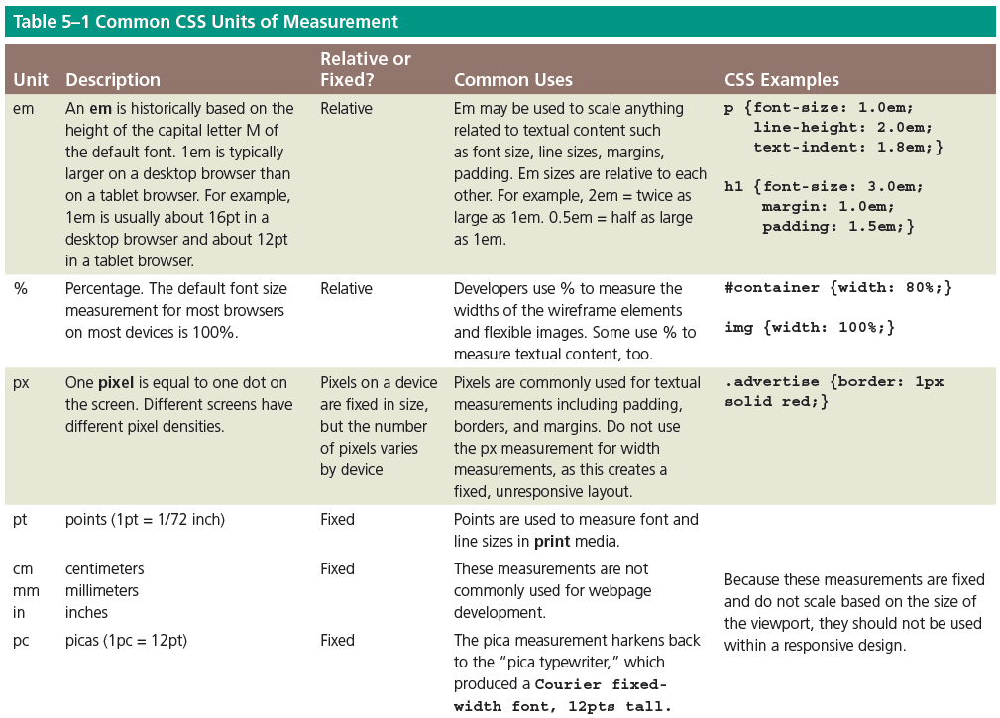 Table 5–1 Common CSS Units of Measurement
Unit Description Relative or Fixed? Common Uses CSS Examples
em
An em is historically based on the
height of the capital letter M of
the default font. 1em is typically
larger on a desktop browser than
on a tablet browser. For example,
1em is usually about 16pt in a
desktop browser and about 12pt
in a tablet browser.
Relative
Em may be used to scale anything
related to textual content such
as font size, line sizes, margins,
padding. Em sizes are relative to each
other. For example, 2em = twice as
large as 1em. 0.5em = half as large
as 1em.
p {font-size: 1.0em;
line-height: 2.0em;
text-indent: 1.8em;}
h1 {font-size: 3.0em;
margin: 1.0em;
padding: 1.5em;}
%
Percentage. The default font size
measurement for most browsers
on most devices is 100%.
Relative
Developers use % to measure the
widths of the wireframe elements
and flexible images. Some use % to
measure textual content, too.
#container {width: 80%;}
img {width: 100%;}
px
One pixel is equal to one dot on
the screen. Different screens have
different pixel densities.
Pixels on a device
are fixed in size,
but the number
of pixels varies
by device
Pixels are commonly used for textual
measurements including padding,
borders, and margins. Do not use
the px measurement for width
measurements, as this creates a
fixed, unresponsive layout.
.advertise {border: 1px
solid red;}
pt
points (1pt = 1/72 inch)
Fixed
Points are used to measure font and
line sizes in print media.
cm
mm
in
centimeters
millimeters
inches
Fixed
These measurements are not
commonly used for webpage
development.
Because these measurements are fixed
and do not scale based on the size of
the viewport, they should not be used
within a responsive design.
pc
picas (1pc = 12pt)
Fixed
The pica measurement harkens back
to the “pica typewriter,” which
produced a Courier fixed-
width font, 12pts tall.